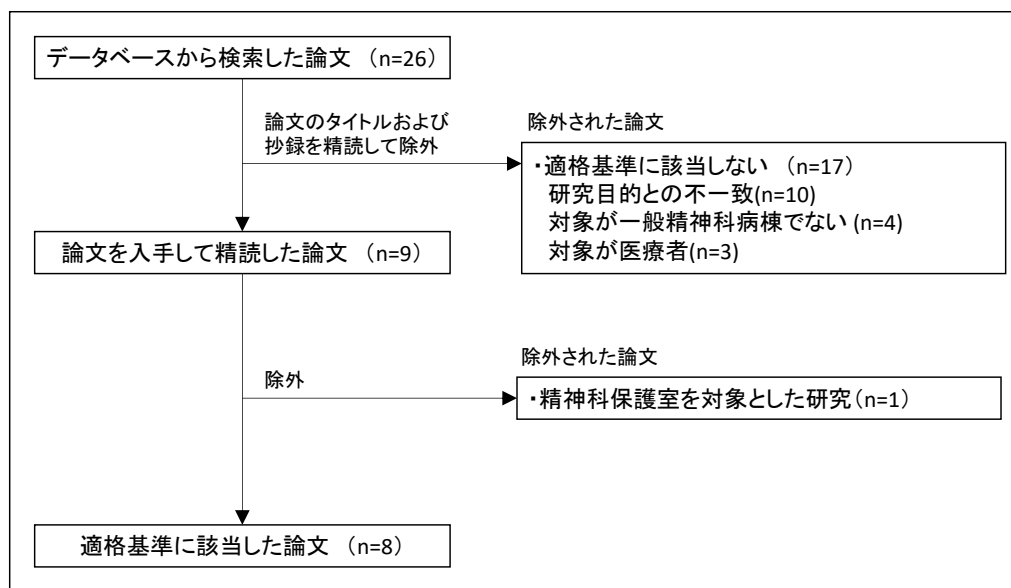 データベースから検索した論文 （n=26）
論文のタイトルおよび
抄録を精読して除外
除外された論文
・適格基準に該当しない （n=17）
研究目的との不一致(n=10)
対象が一般精神科病棟でない (n=4)
対象が医療者(n=3)
論文を入手して精読した論文 （n=9）
除外
除外された論文
・精神科保護室を対象とした研究（n=1）
適格基準に該当した論文 （n=8）